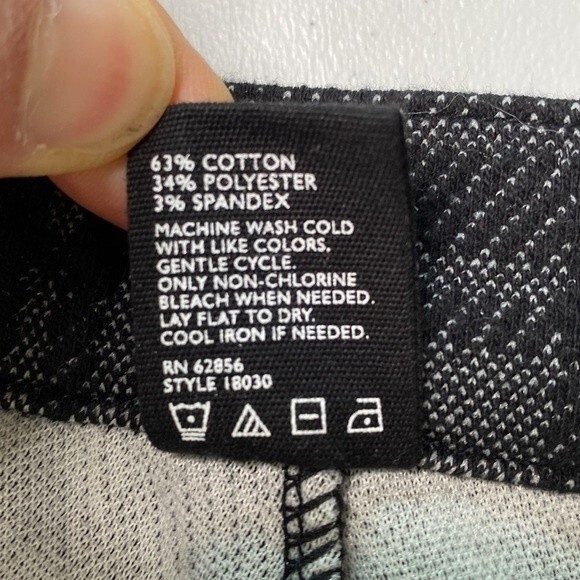 63% COTTON
34% POLYESTER
3% SPANDEX
MACHINE WASH COLD
WITH LIKE COLORS.
GENTLE CYCLE.
ONLY NON-CHLORINE
BLEACH WHEN NEEDED.
LAY FLAT TO DRY.
COOL IRON IF NEEDED.
RN 62856
STYLE 18030